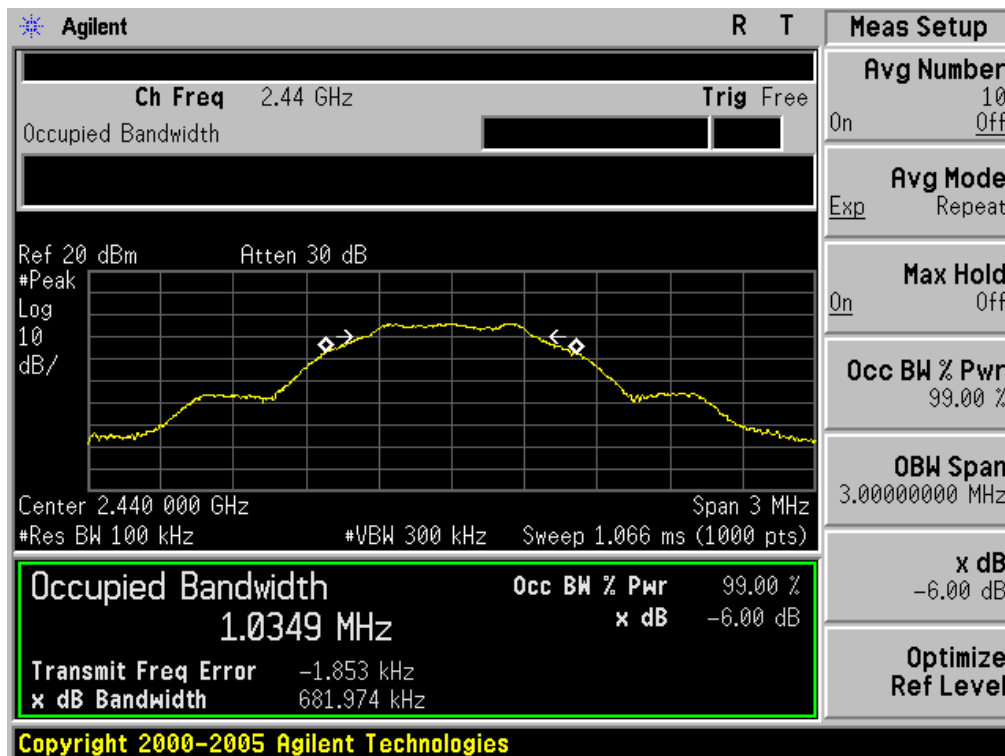 Agilent R T
Meas Setup
Ch Freq 2.44 GHz Trig Free
Occupied Bandwidth
Avg Number
10
On Off
Avg Mode
Exp Repeat
Max Hold
On Off
Occ BW % Pwr
99.00 %
OBW Span
3.00000000 MHz
x dB
-6.00 dB
Optimize
Ref Level
Ref 20 dBm Atten 30 dB
#Peak
Log
10
dB/
Center 2.440 000 GHz Span 3 MHz
#Res BW 100 kHz #VBW 300 kHz Sweep 1.066 ms (1000 pts)
Occupied Bandwidth
1.0349 MHz
Occ BW % Pwr 99.00 %
x dB -6.00 dB
Transmit Freq Error -1.853 kHz
x dB Bandwidth 681.974 kHz
Copyright 2000-2005 Agilent Technologies